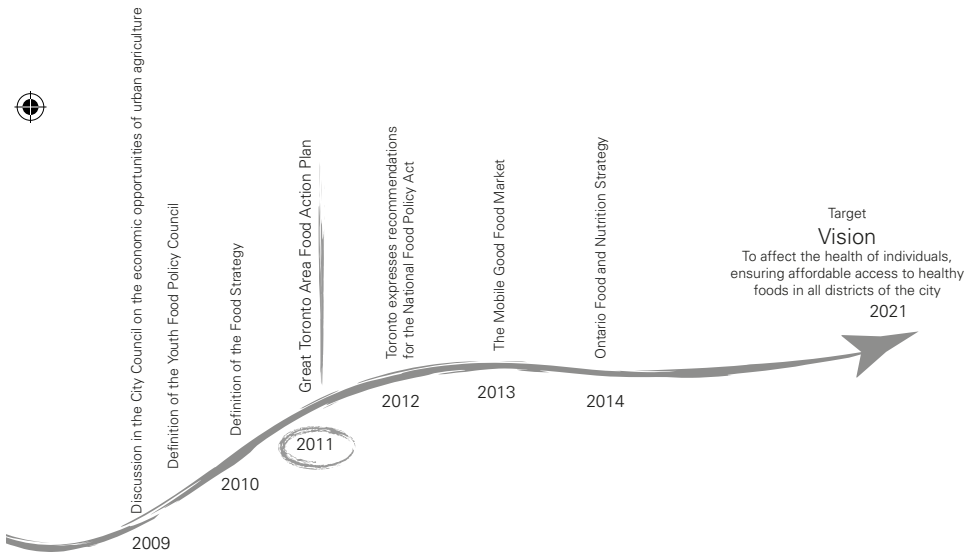 Discussion in the City Council on the economic opportunities of urban agriculture
Definition of the Youth Food Policy Council
2009
Definition of the Food Strategy
2010
Great Toronto Area Food Action Plan
2011
Toronto expresses recommendations
for the National Food Policy Act
2012
The Mobile Good Food Market
2013
Ontario Food and Nutrition Strategy
2014
Target
Vision
To affect the health of individuals,
ensuring affordable access to healthy
foods in all districts of the city
2021